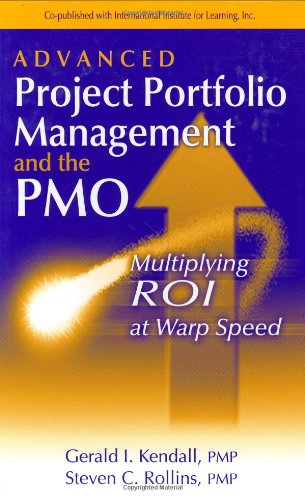 Co-published with International Institute for Learning, Inc.
ADVANCED
Project Portfolio
Management
and the
PMO
Multiplying
ROI
at Warp Speed
Gerald I. Kendall, PMP
Steven C. Rollins, PMP